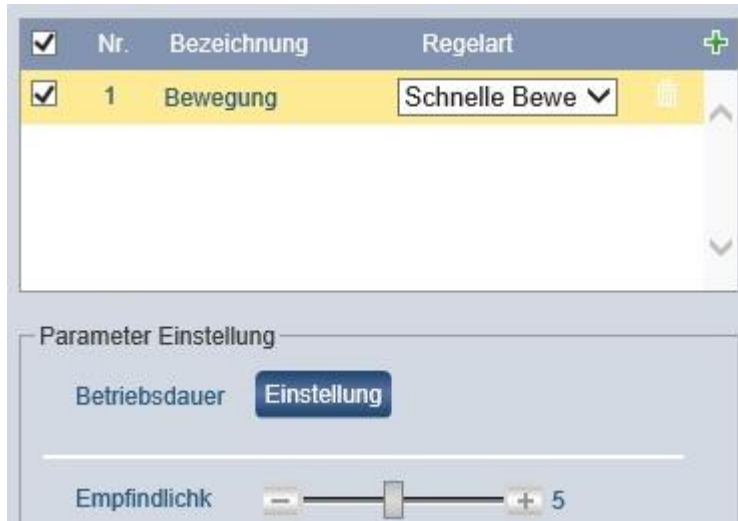 Nr. Bezeichnung Regelart
1 Bewegung Schnelle Bewe
Parameter Einstellung
Betriebsdauer Einstellung
Empfindlichk 5